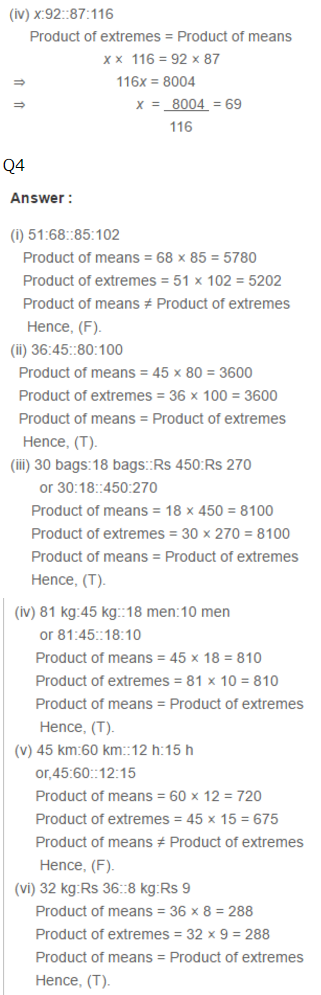 (iv) x:92::87:116
Product of extremes = Product of means
x × 116 = 92 × 87
⇒ 116x = 8004
⇒ x = 8004 = 69
116
Q4
Answer :
(i) 51:68::85:102
Product of means = 68 × 85 = 5780
Product of extremes = 51 × 102 = 5202
Product of means ≠ Product of extremes
Hence, (F).
(ii) 36:45::80:100
Product of means = 45 × 80 = 3600
Product of extremes = 36 × 100 = 3600
Product of means = Product of extremes
Hence, (T).
(iii) 30 bags:18 bags::Rs 450:Rs 270
or 30:18::450:270
Product of means = 18 × 450 = 8100
Product of extremes = 30 × 270 = 8100
Product of means = Product of extremes
Hence, (T).
(iv) 81 kg:45 kg::18 men:10 men
or 81:45::18:10
Product of means = 45 × 18 = 810
Product of extremes = 81 × 10 = 810
Product of means = Product of extremes
Hence, (T).
(v) 45 km:60 km::12 h:15 h
or,45:60::12:15
Product of means = 60 × 12 = 720
Product of extremes = 45 × 15 = 675
Product of means ≠ Product of extremes
Hence, (F).
(vi) 32 kg:Rs 36::8 kg:Rs 9
Product of means = 36 × 8 = 288
Product of extremes = 32 × 9 = 288
Product of means = Product of extremes
Hence, (T).